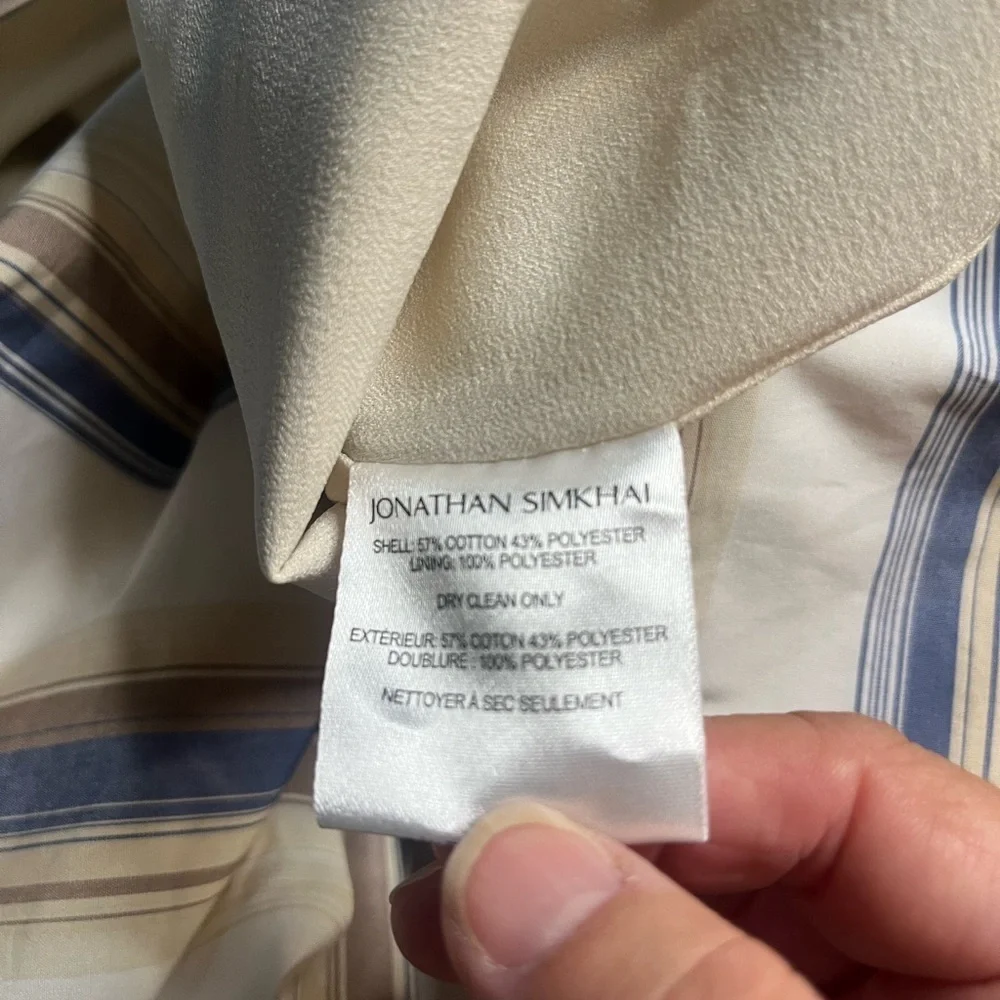 JONATHAN SIMKHAI
SHELL: 57% COTTON 43% POLYESTER
LINING: 100% POLYESTER
DRY CLEAN ONLY
EXTÉRIEUR: 57% COTON 43% POLYESTER
DOUBLURE : 100% POLYESTER
NETTOYER À SEC SEULEMENT